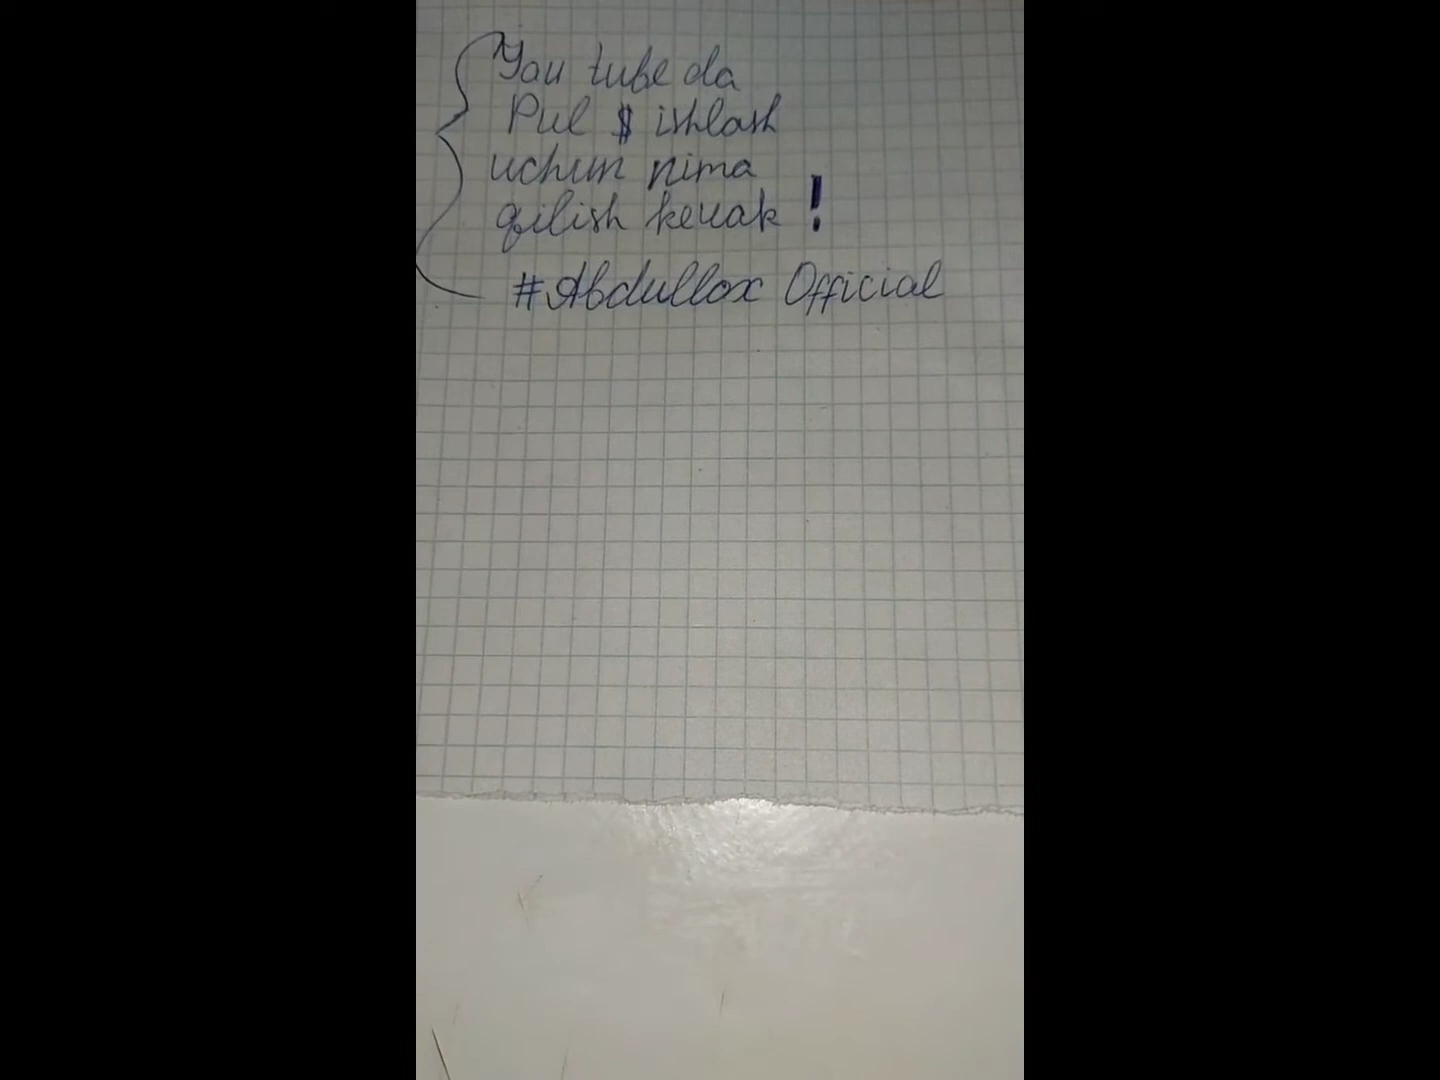 You tube da
Pul $ ishlash
uchun nima
qilish kerak !
#Abdullox Official